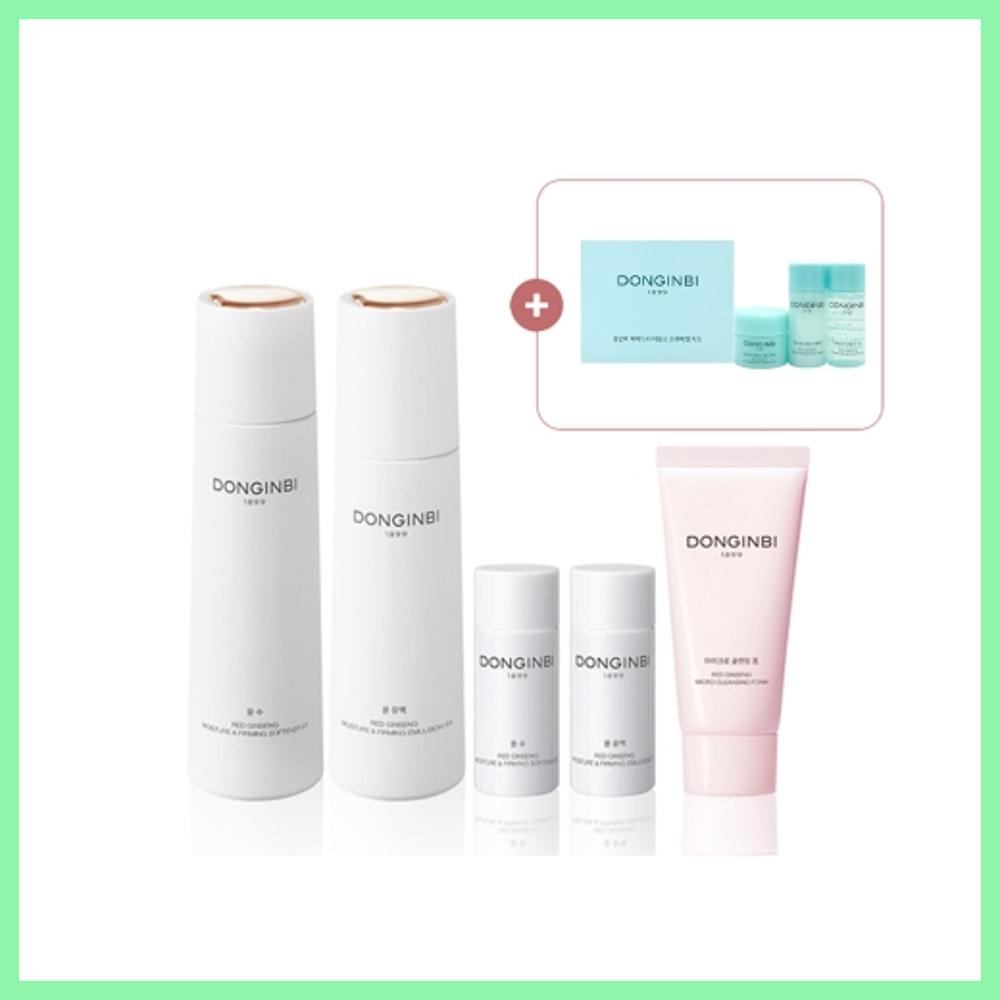 DONGINBI
1899
윤 수
RED GINSENG
MOISTURE & FIRMING SOFTENER EX
DONGINBI
1899
윤 유액
RED GINSENG
MOISTURE & FIRMING EMULSION EX
DONGINBI
1899
윤 수
RED GINSENG
MOISTURE & FIRMING SOFTENER
DONGINBI
1899
윤 유액
RED GINSENG
MOISTURE & FIRMING EMULSION
+
DONGINBI
1899
DONGINBI
DONGINBI
DONGINBI
DONGINBI
1899
마이크로 클렌징 폼
RED GINSENG
MICRO CLEANSING FOAM